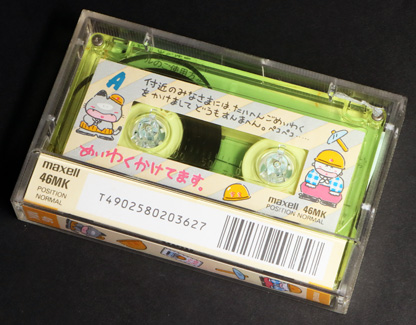 A
付近のみなさまには たいへんごめいわく
をかけまして どうもすんまへん。ペコペコ
めいわくかけてます。
maxell 46MK
POSITION NORMAL
maxell
46MK
POSITION
NORMAL
T4902580203627